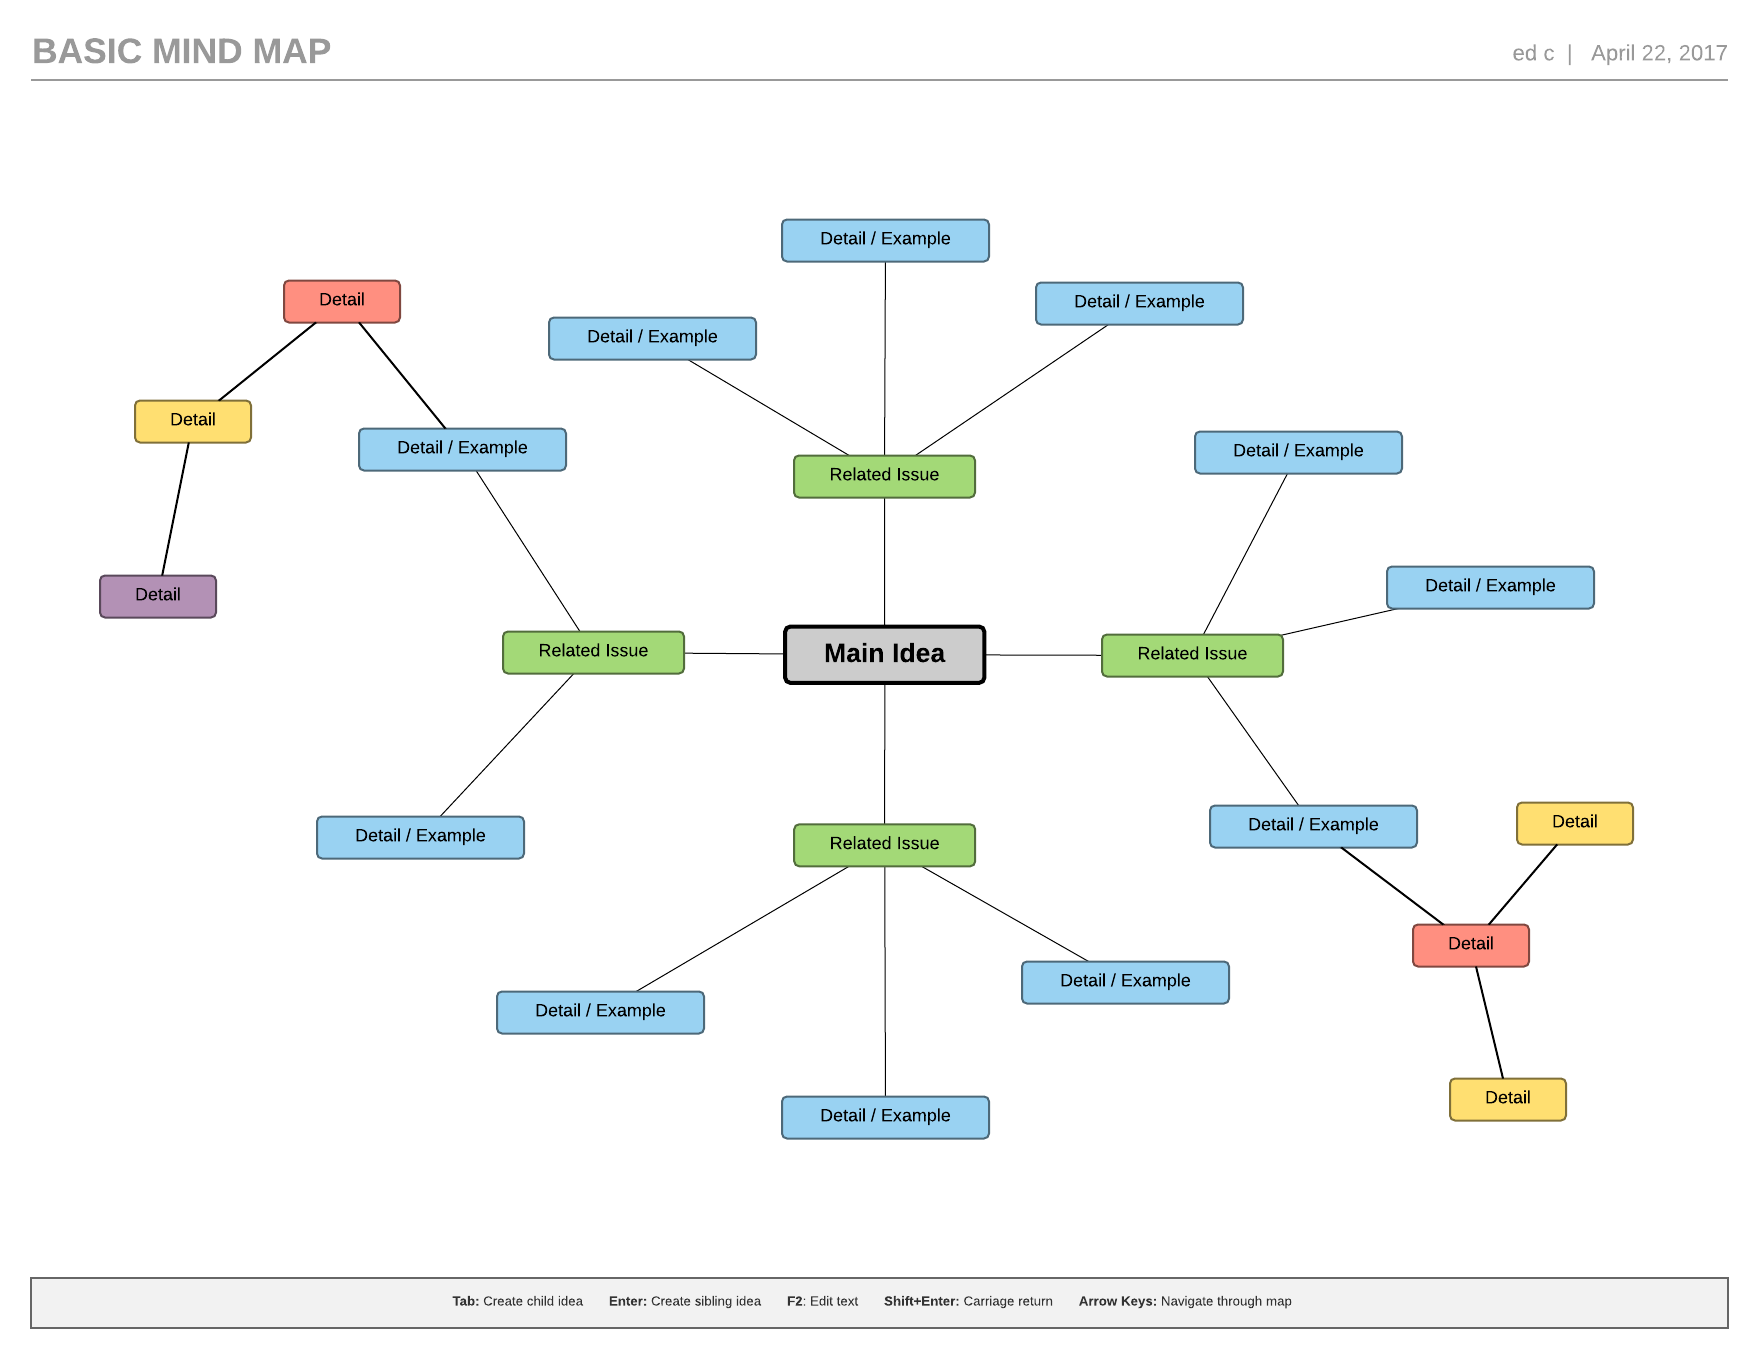 BASIC MIND MAP
ed c | April 22, 2017
Detail / Example
Detail
Detail / Example
Detail / Example
Detail
Detail / Example
Detail / Example
Related Issue
Detail / Example
Detail
Related Issue
Main Idea
Related Issue
Detail / Example
Related Issue
Detail / Example
Detail
Detail
Detail / Example
Detail / Example
Detail / Example
Detail
Tab: Create child idea Enter: Create sibling idea F2: Edit text Shift+Enter: Carriage return Arrow Keys: Navigate through map